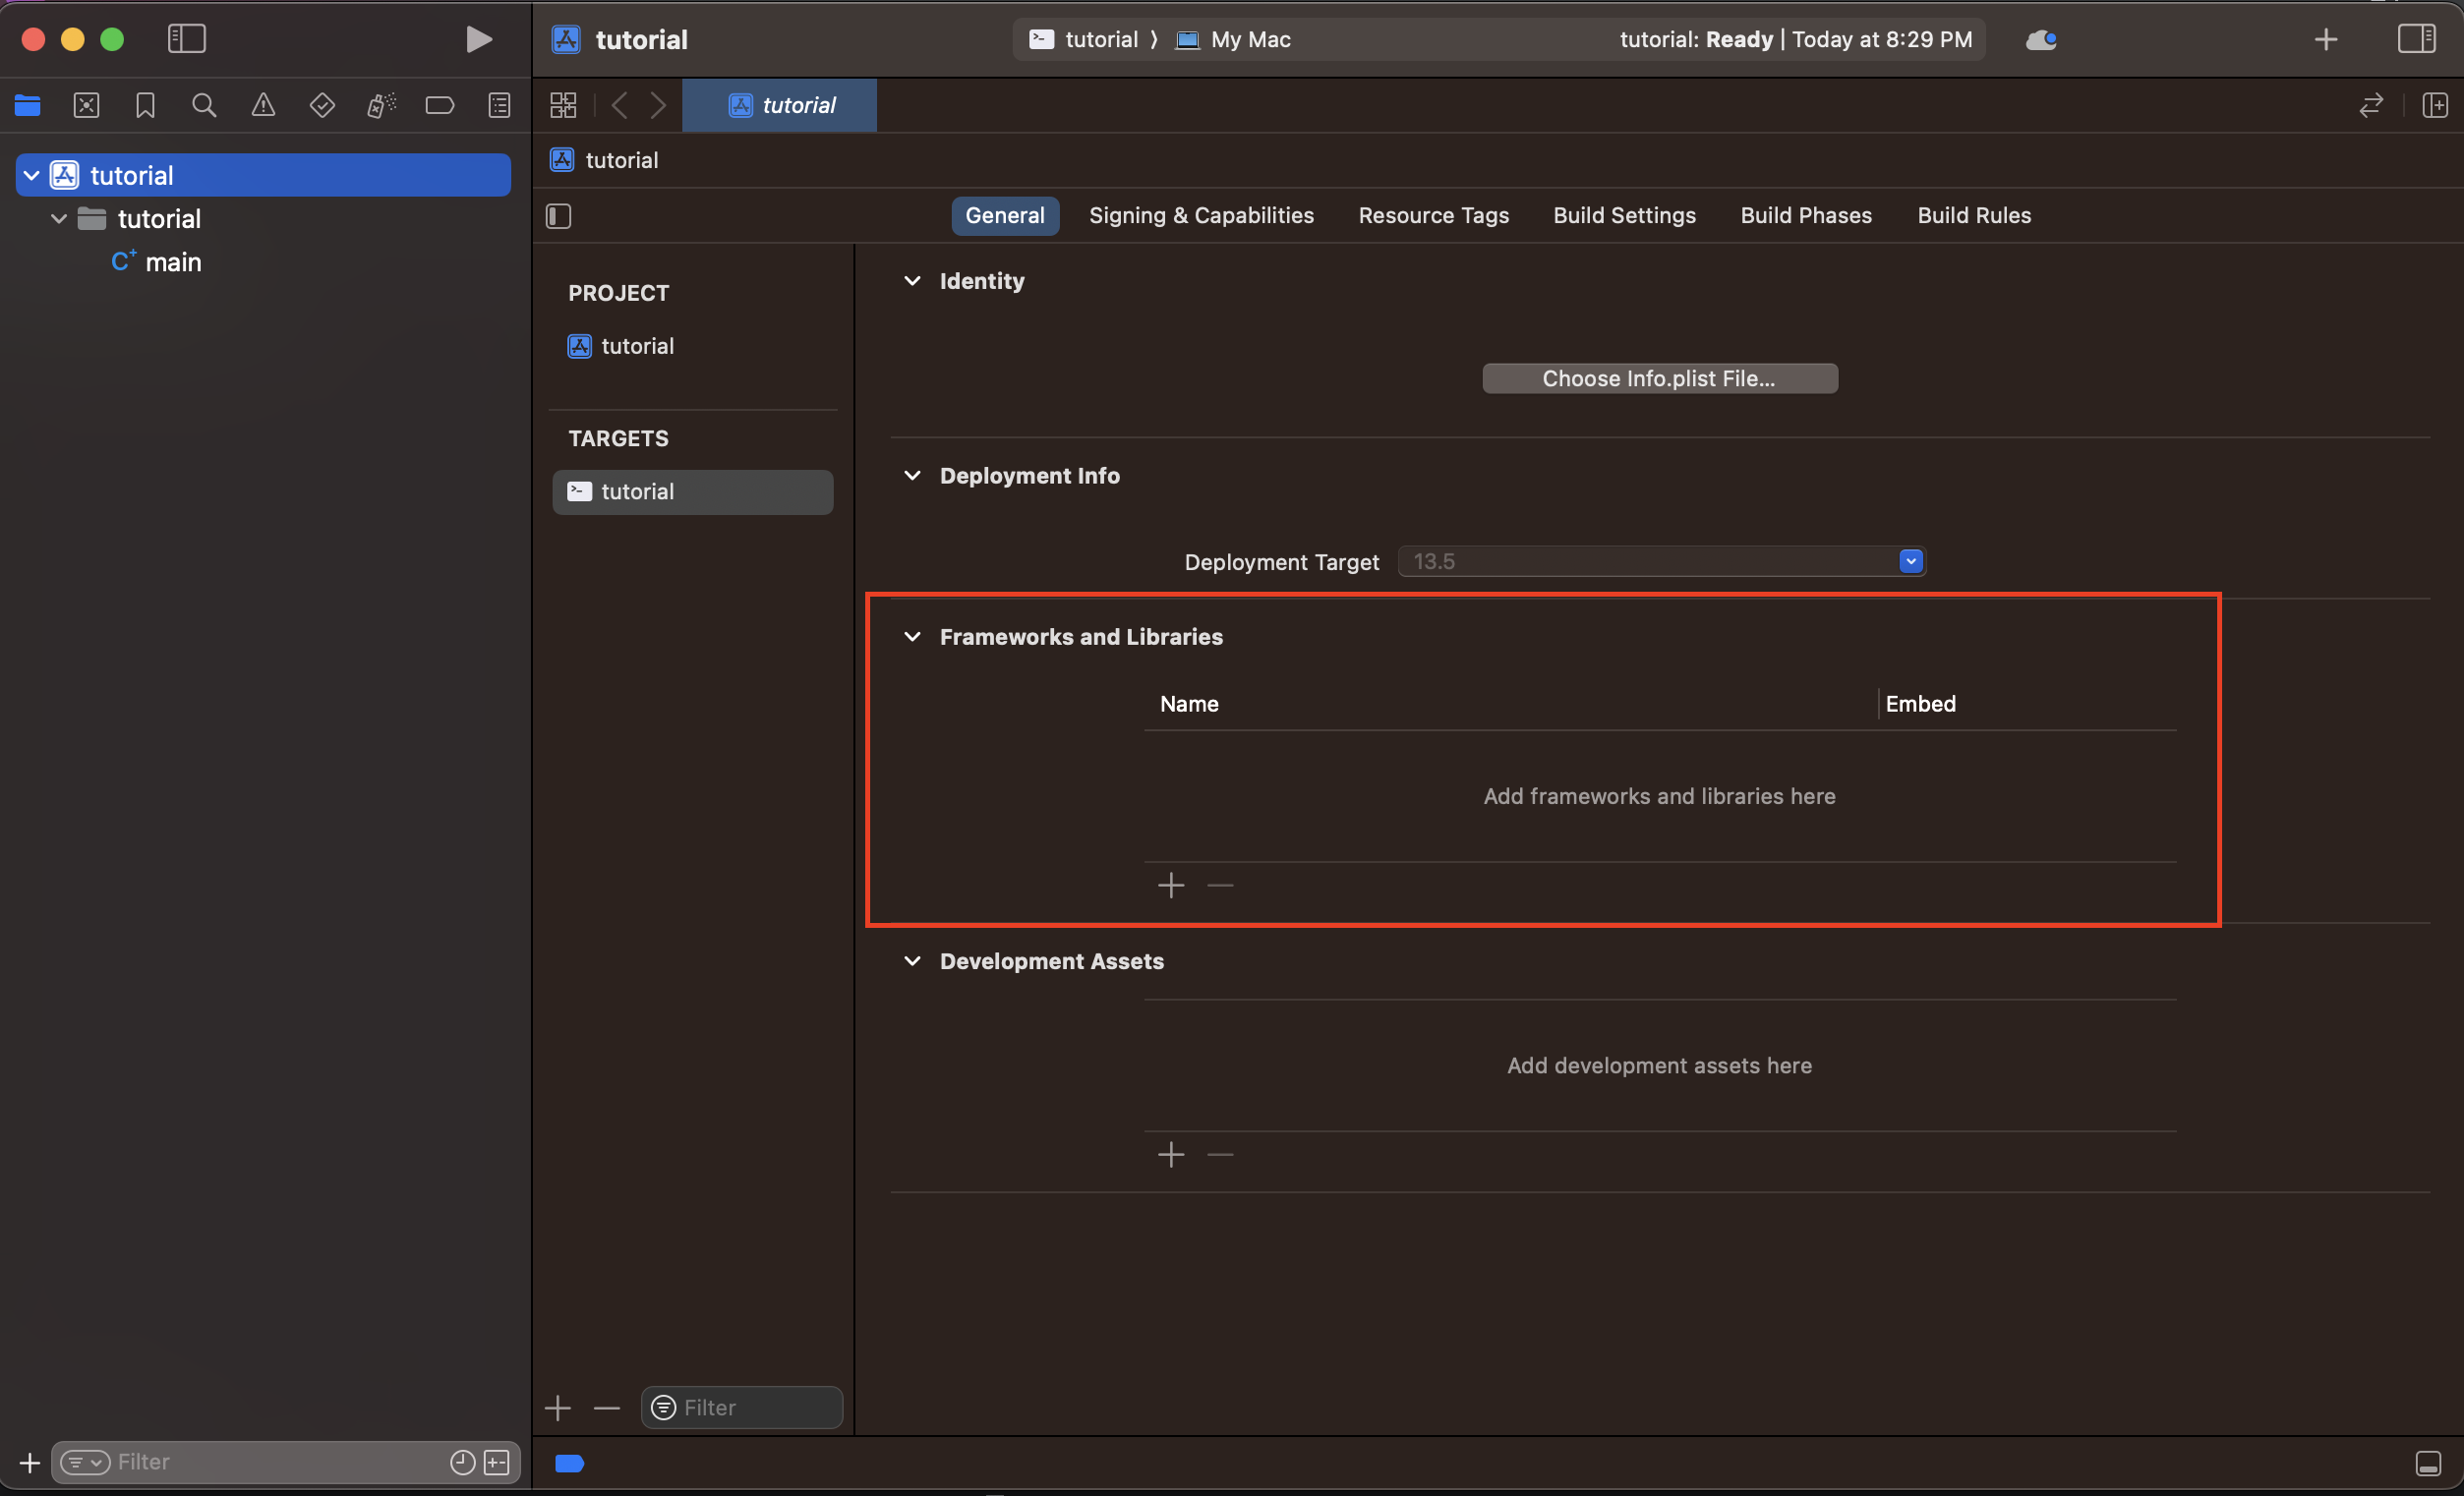 tutorial
tutorial ⟩ My Mac
tutorial: Ready | Today at 8:29 PM
tutorial
tutorial
tutorial
tutorial
main
General
Signing & Capabilities
Resource Tags
Build Settings
Build Phases
Build Rules
PROJECT
tutorial
TARGETS
tutorial
Identity
Choose Info.plist File...
Deployment Info
Deployment Target 13.5
Frameworks and Libraries
Name Embed
Add frameworks and libraries here
Development Assets
Add development assets here
Filter
Filter